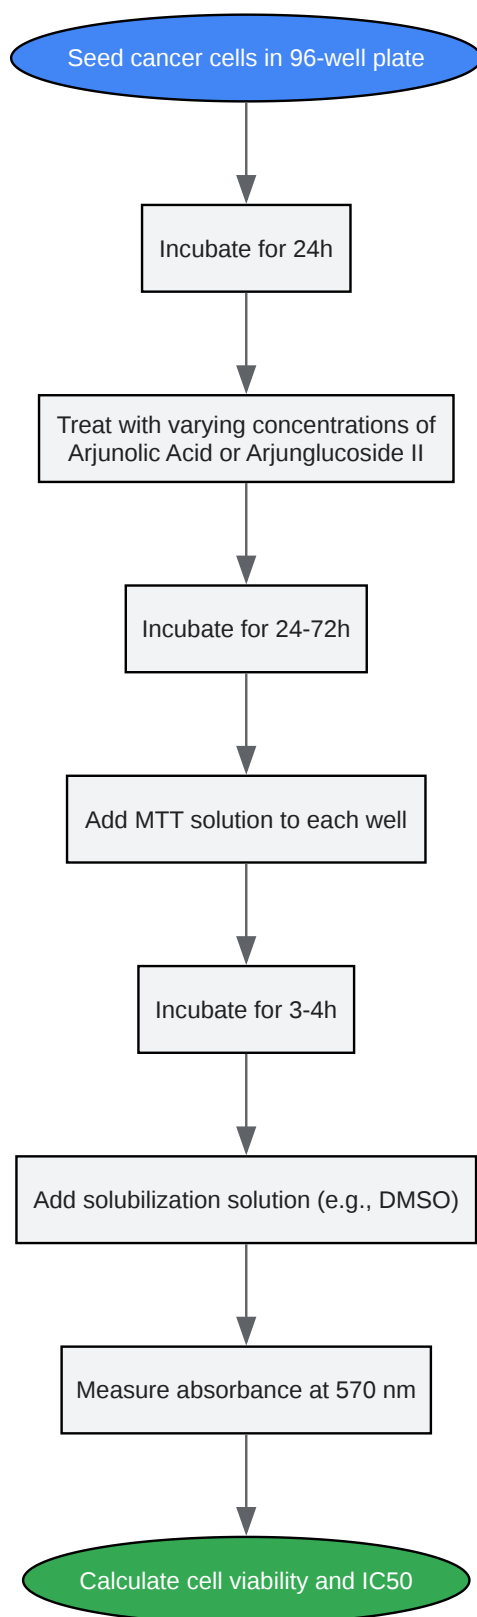 Seed cancer cells in 96-well plate
Incubate for 24h
Treat with varying concentrations of
Arjunolic Acid or Arjunglucoside II
Incubate for 24-72h
Add MTT solution to each well
Incubate for 3-4h
Add solubilization solution (e.g., DMSO)
Measure absorbance at 570 nm
Calculate cell viability and IC50